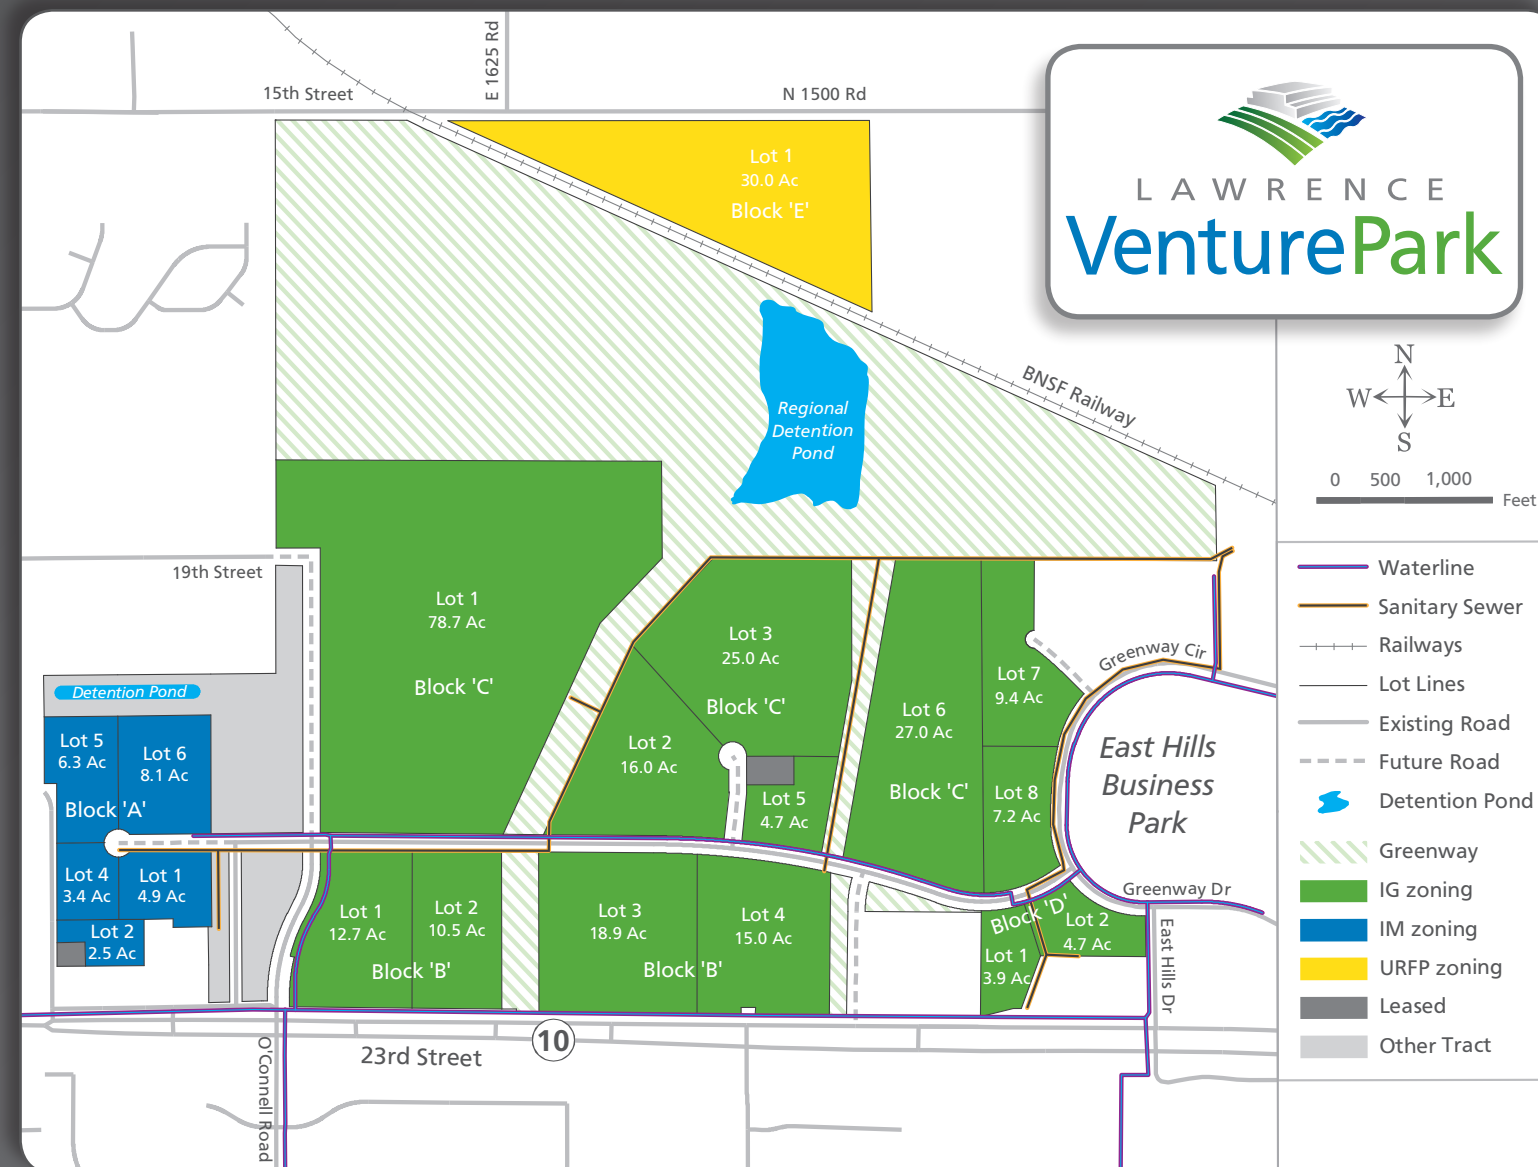 15th Street
E 1625 Rd
N 1500 Rd
LAWRENCE
VenturePark
Lot 1
30.0 Ac
Block 'E'
BNSF Railway
Regional
Detention
Pond
N
W
E
S
0 500 1,000
Feet
19th Street
Lot 1
78.7 Ac
Block 'C'
Lot 3
25.0 Ac
Block 'C'
Lot 2
16.0 Ac
Lot 5
4.7 Ac
Lot 6
27.0 Ac
Block 'C'
Lot 7
9.4 Ac
Lot 8
7.2 Ac
Greenway Cir
East Hills
Business
Park
Detention Pond
Lot 5
6.3 Ac
Lot 6
8.1 Ac
Block 'A'
Lot 4
3.4 Ac
Lot 1
4.9 Ac
Lot 2
2.5 Ac
Lot 1
12.7 Ac
Lot 2
10.5 Ac
Block 'B'
Lot 3
18.9 Ac
Lot 4
15.0 Ac
Block 'B'
Block 'D'
Lot 2
4.7 Ac
Lot 1
3.9 Ac
Greenway Dr
East Hills Dr
10
23rd Street
O'Connell Road
Waterline
Sanitary Sewer
Railways
Lot Lines
Existing Road
Future Road
Detention Pond
Greenway
IG zoning
IM zoning
URFP zoning
Leased
Other Tract